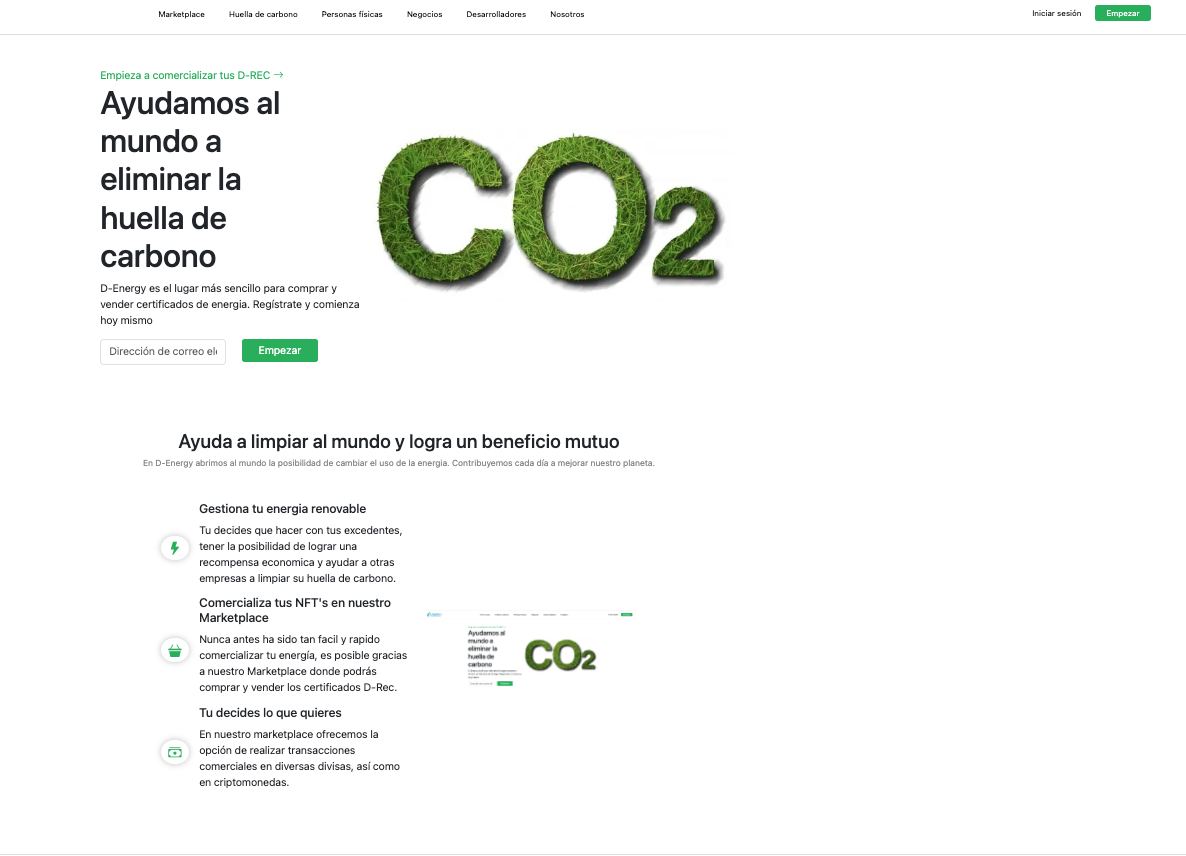 Marketplace Huella de carbono Personas físicas Negocios Desarrolladores Nosotros Iniciar sesión Empezar
Empieza a comercializar tus D-REC →
Ayudamos al
mundo a
eliminar la
huella de
carbono
CO2
D-Energy es el lugar más sencillo para comprar y
vender certificados de energia. Regístrate y comienza
hoy mismo
Dirección de correo ele
Empezar
Ayuda a limpiar al mundo y logra un beneficio mutuo
En D-Energy abrimos al mundo la posibilidad de cambiar el uso de la energia. Contribuyemos cada día a mejorar nuestro planeta.
Gestiona tu energia renovable
Tu decides que hacer con tus excedentes,
tener la posibilidad de lograr una
recompensa economica y ayudar a otras
empresas a limpiar su huella de carbono.
Comercializa tus NFT's en nuestro
Marketplace
Nunca antes ha sido tan facil y rapido
comercializar tu energía, es posible gracias
a nuestro Marketplace donde podrás
comprar y vender los certificados D-Rec.
Tu decides lo que quieres
En nuestro marketplace ofrecemos la
opción de realizar transacciones
comerciales en diversas divisas, así como
en criptomonedas.
Ayudamos al
mundo a
eliminar la
huella de
carbono
CO2